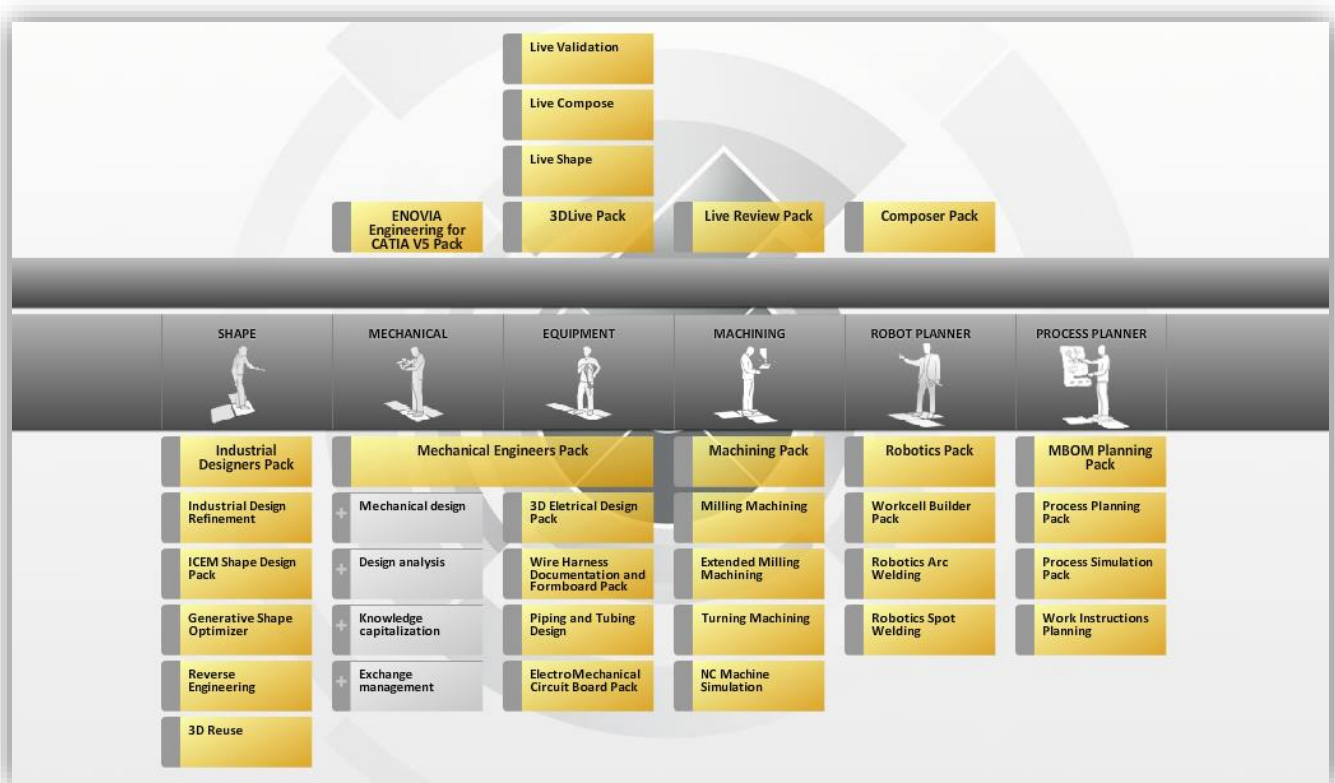 Live Validation
Live Compose
Live Shape
ENOVIA
Engineering for
CATIA V5 Pack
3DLive Pack
Live Review Pack
Composer Pack
SHAPE
MECHANICAL
EQUIPMENT
MACHINING
ROBOT PLANNER
PROCESS PLANNER
Industrial
Designers Pack
Mechanical Engineers Pack
Machining Pack
Robotics Pack
MBOM Planning
Pack
Industrial Design
Refinement
Mechanical design
3D Eletrical Design
Pack
Milling Machining
Workcell Builder
Pack
Process Planning
Pack
ICEM Shape Design
Pack
Design analysis
Wire Harness
Documentation and
Formboard Pack
Extended Milling
Machining
Robotics Arc
Welding
Process Simulation
Pack
Generative Shape
Optimizer
Knowledge
capitalization
Piping and Tubing
Design
Turning Machining
Robotics Spot
Welding
Work Instructions
Planning
Reverse
Engineering
Exchange
management
ElectroMechanical
Circuit Board Pack
NC Machine
Simulation
3D Reuse